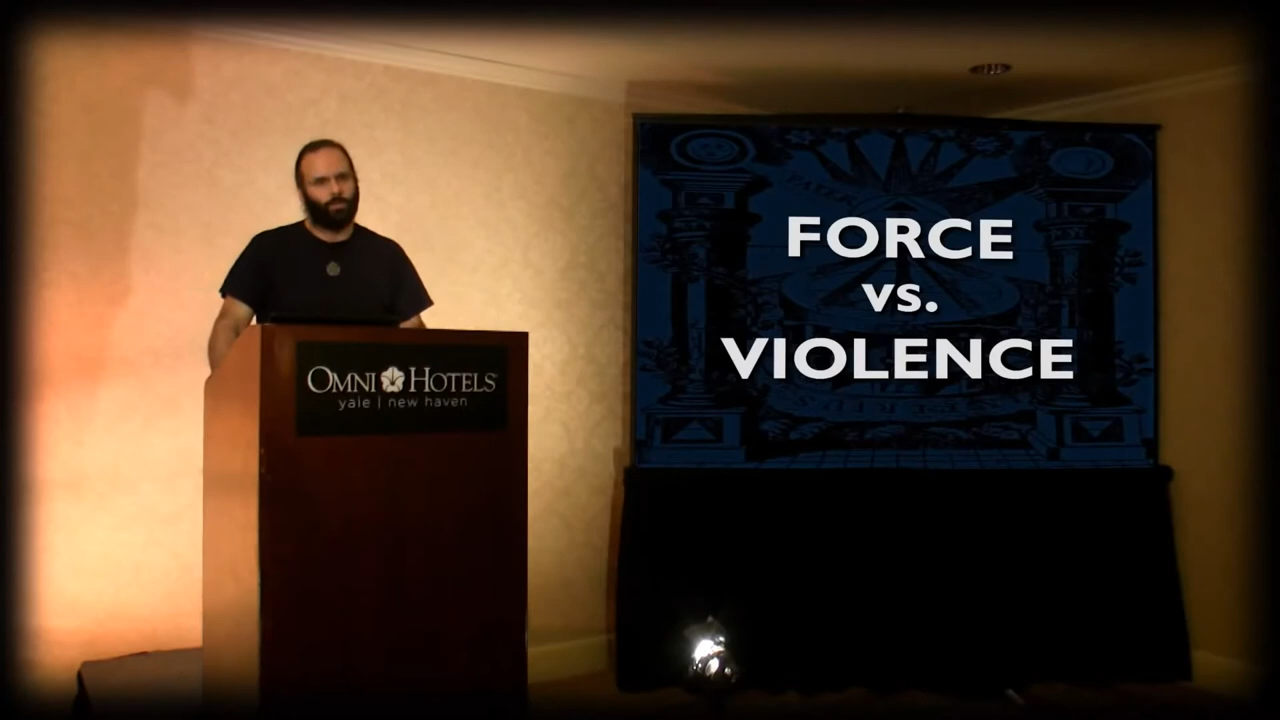 OMNI HOTELS
yale | new haven
FORCE
vs.
VIOLENCE